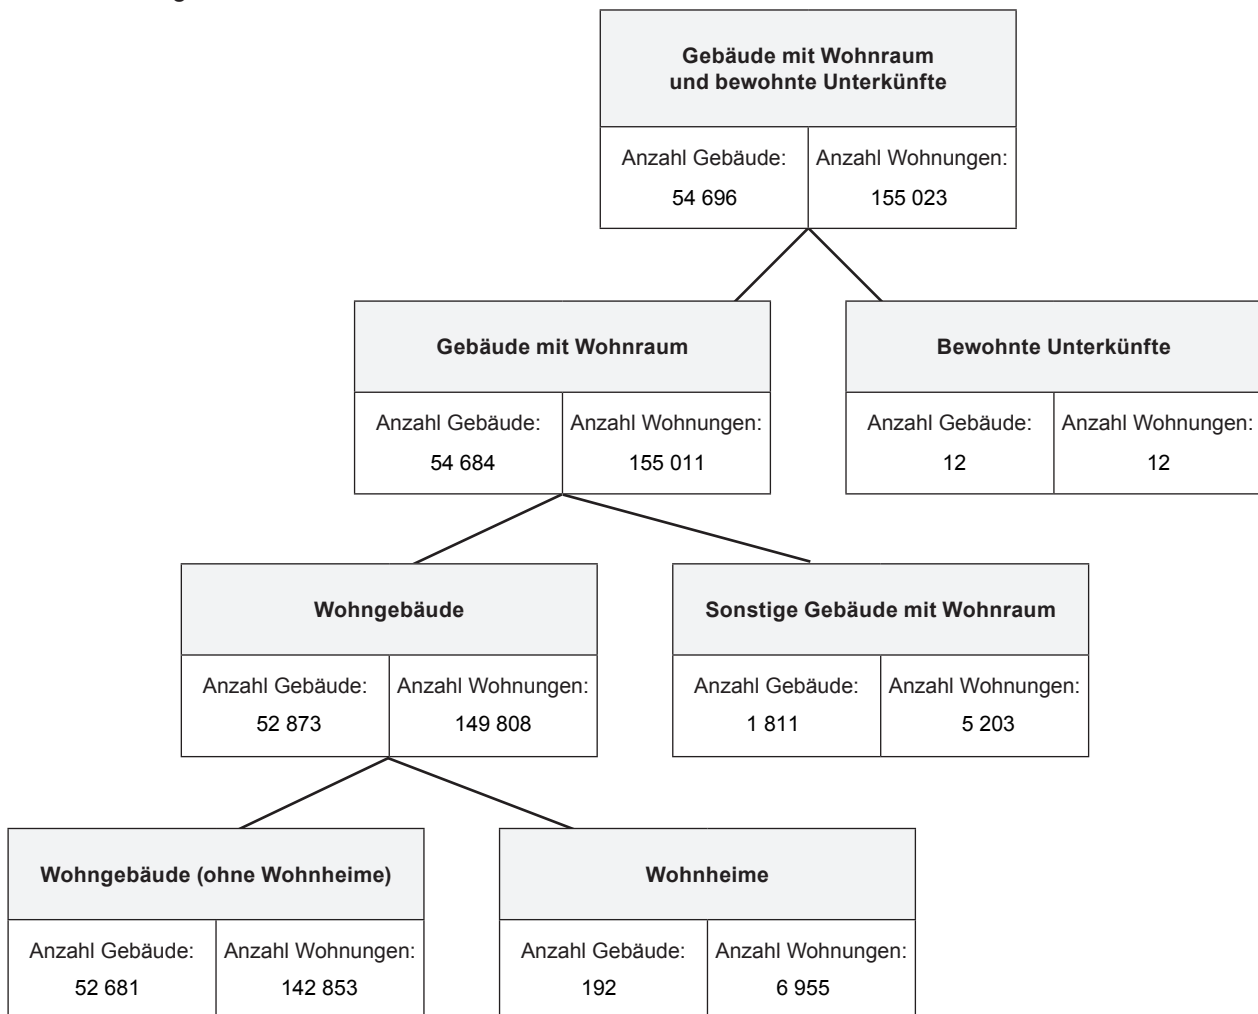 Gebäude mit Wohnraum
und bewohnte Unterkünfte
Anzahl Gebäude: Anzahl Wohnungen:
54 696 155 023
Gebäude mit Wohnraum
Anzahl Gebäude: Anzahl Wohnungen:
54 684 155 011
Bewohnte Unterkünfte
Anzahl Gebäude: Anzahl Wohnungen:
12 12
Wohngebäude
Anzahl Gebäude: Anzahl Wohnungen:
52 873 149 808
Sonstige Gebäude mit Wohnraum
Anzahl Gebäude: Anzahl Wohnungen:
1 811 5 203
Wohngebäude (ohne Wohnheime)
Anzahl Gebäude: Anzahl Wohnungen:
52 681 142 853
Wohnheime
Anzahl Gebäude: Anzahl Wohnungen:
192 6 955